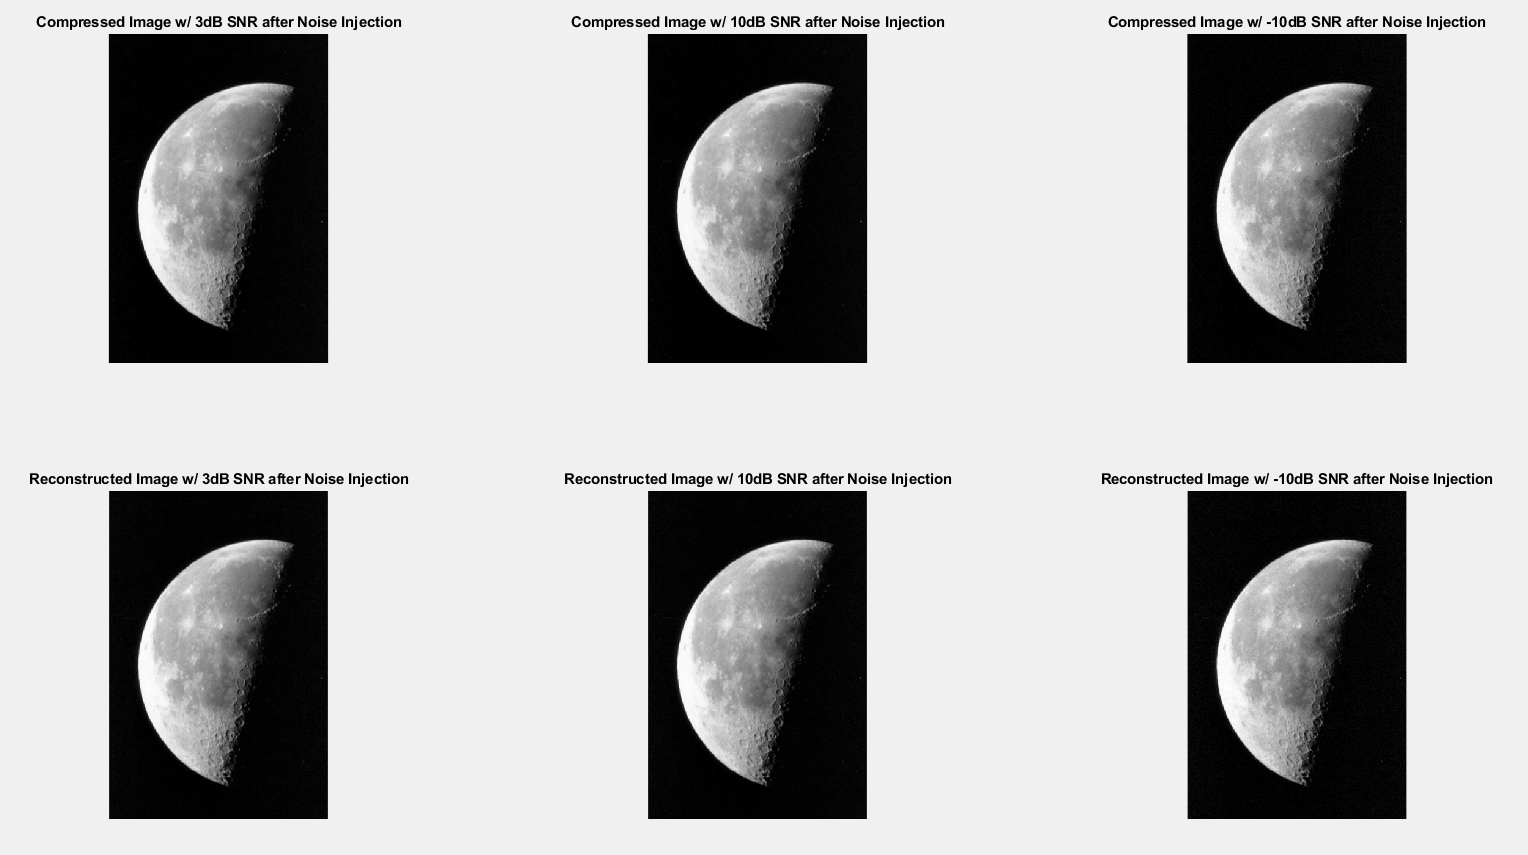 Compressed Image w/ 3dB SNR after Noise Injection
Compressed Image w/ 10dB SNR after Noise Injection
Compressed Image w/ -10dB SNR after Noise Injection
Reconstructed Image w/ 3dB SNR after Noise Injection
Reconstructed Image w/ 10dB SNR after Noise Injection
Reconstructed Image w/ -10dB SNR after Noise Injection